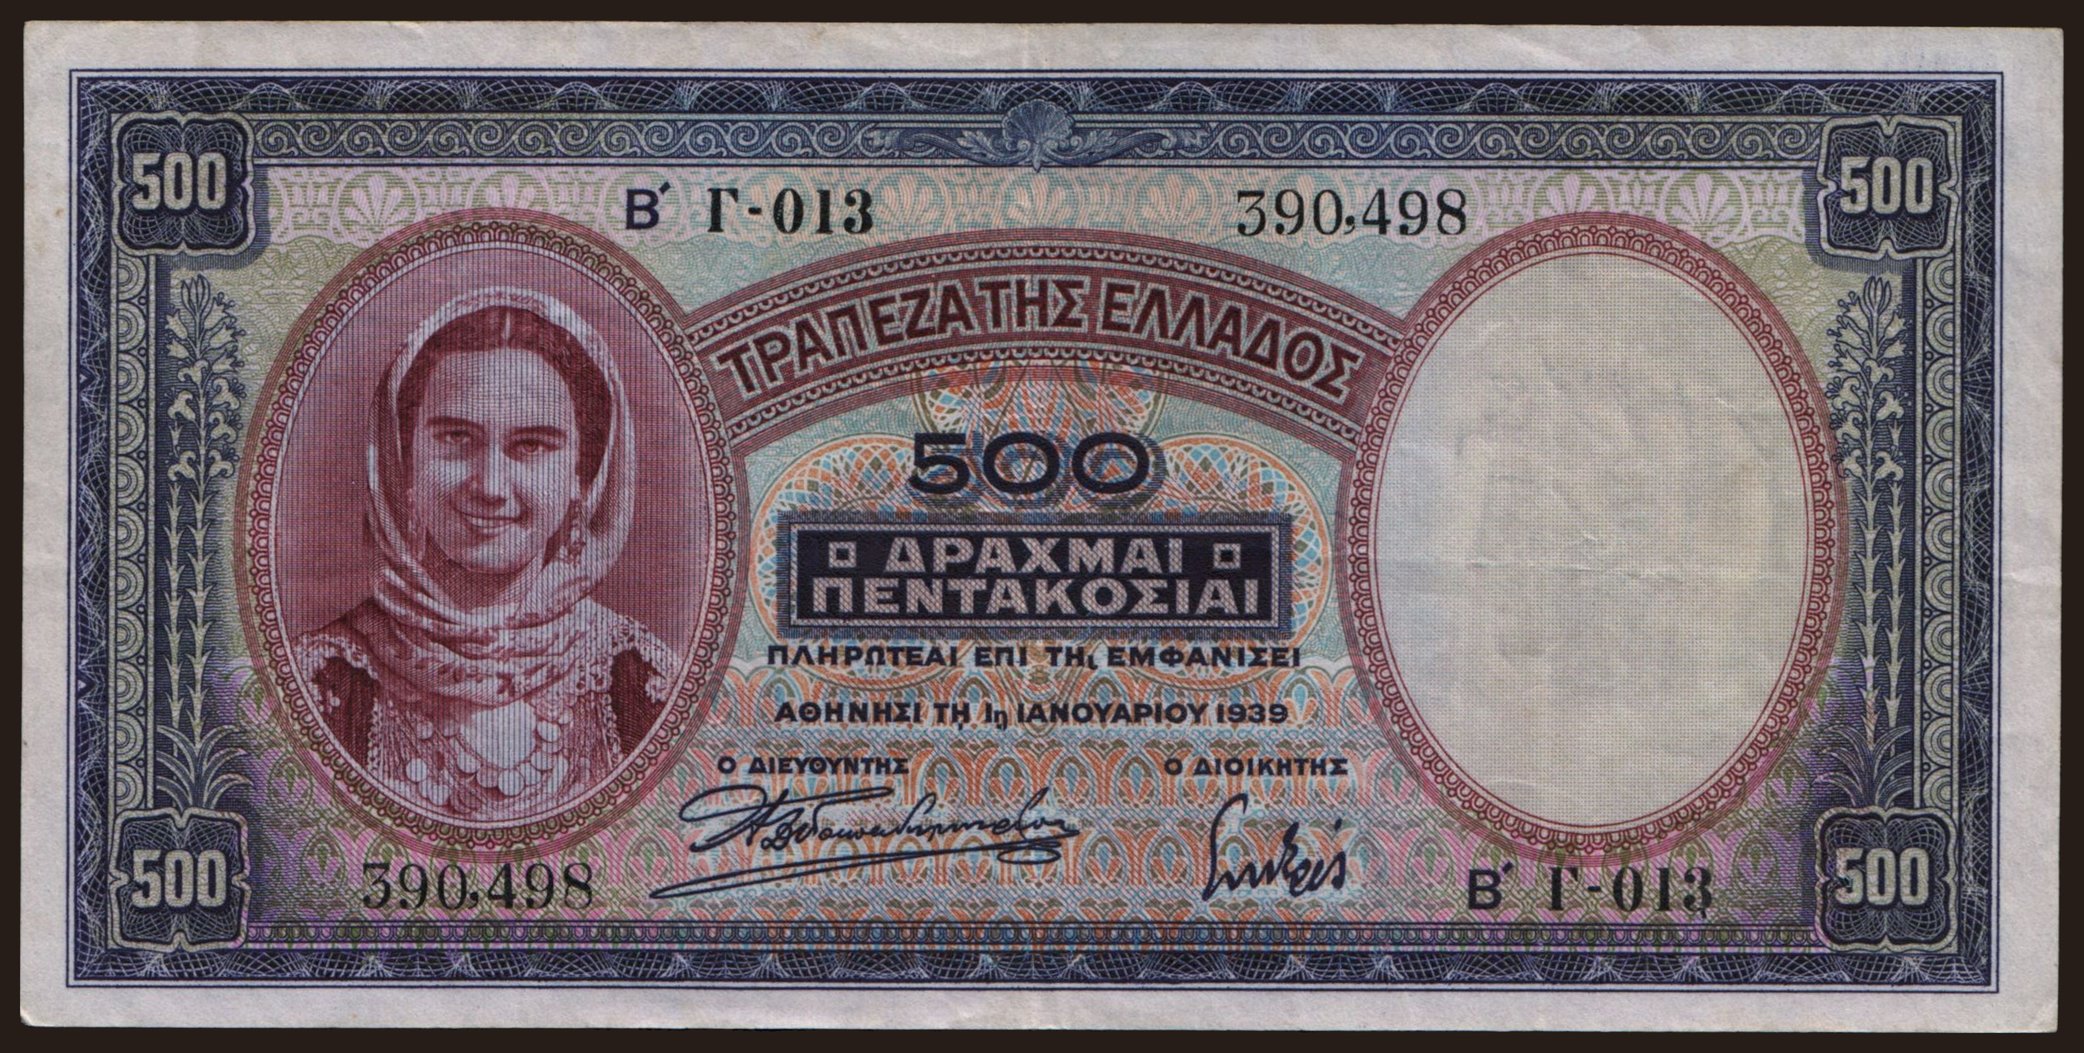 500
500
Β΄ Γ-013
390,498
ΤΡΑΠΕΖΑ ΤΗΣ ΕΛΛΑΔΟΣ
500
ΔΡΑΧΜΑΙ
ΠΕΝΤΑΚΟΣΙΑΙ
ΠΛΗΡΩΤΕΑΙ ΕΠΙ ΤΗι ΕΜΦΑΝΙΣΕΙ
ΑΘΗΝΗΣΙ ΤΗ 1η ΙΑΝΟΥΑΡΙΟΥ 1939
Ο ΔΙΕΥΘΥΝΤΗΣ
Ο ΔΙΟΙΚΗΤΗΣ
500
390,498
Β΄ Γ-013
500